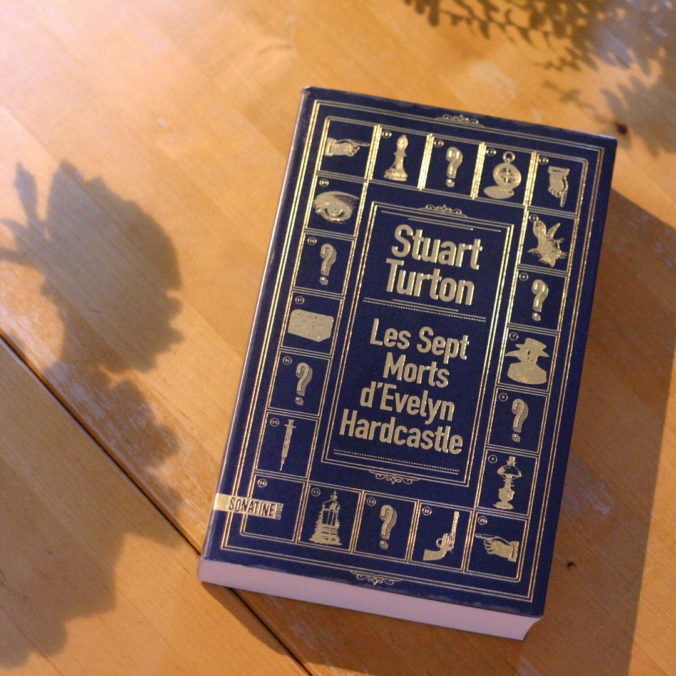 Stuart
Turton
Les Sept
Morts
d'Evelyn
Hardcastle
SONATINE